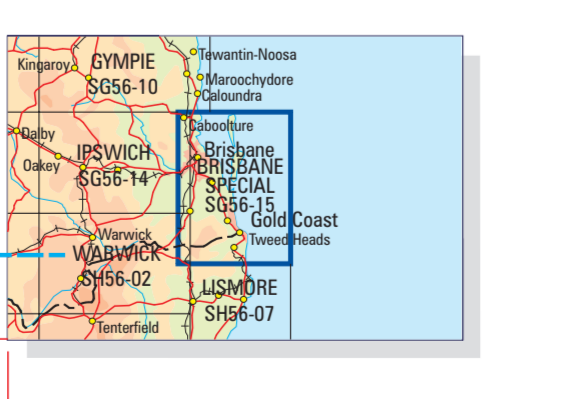 Tewantin-Noosa
Kingaroy
GYMPIE
SG56-10
Maroochydore
Caloundra
Caboolture
Dalby
Oakey
IPSWICH
SG56-14
Brisbane
BRISBANE
SPECIAL
SG56-15
Gold Coast
Tweed Heads
Warwick
WARWICK
SH56-02
LISMORE
SH56-07
Tenterfield